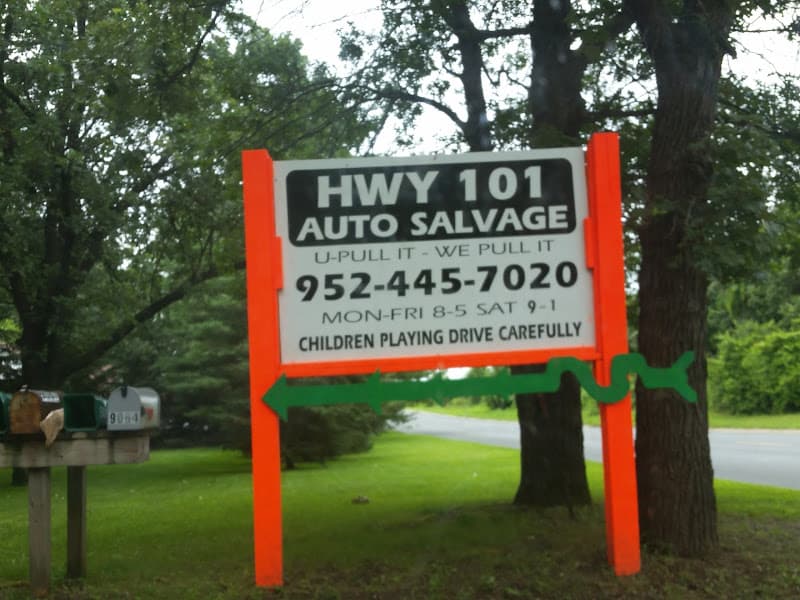 HWY 101
AUTO SALVAGE
U-PULL IT - WE PULL IT
952-445-7020
MON-FRI 8-5 SAT 9-1
CHILDREN PLAYING DRIVE CAREFULLY
9064